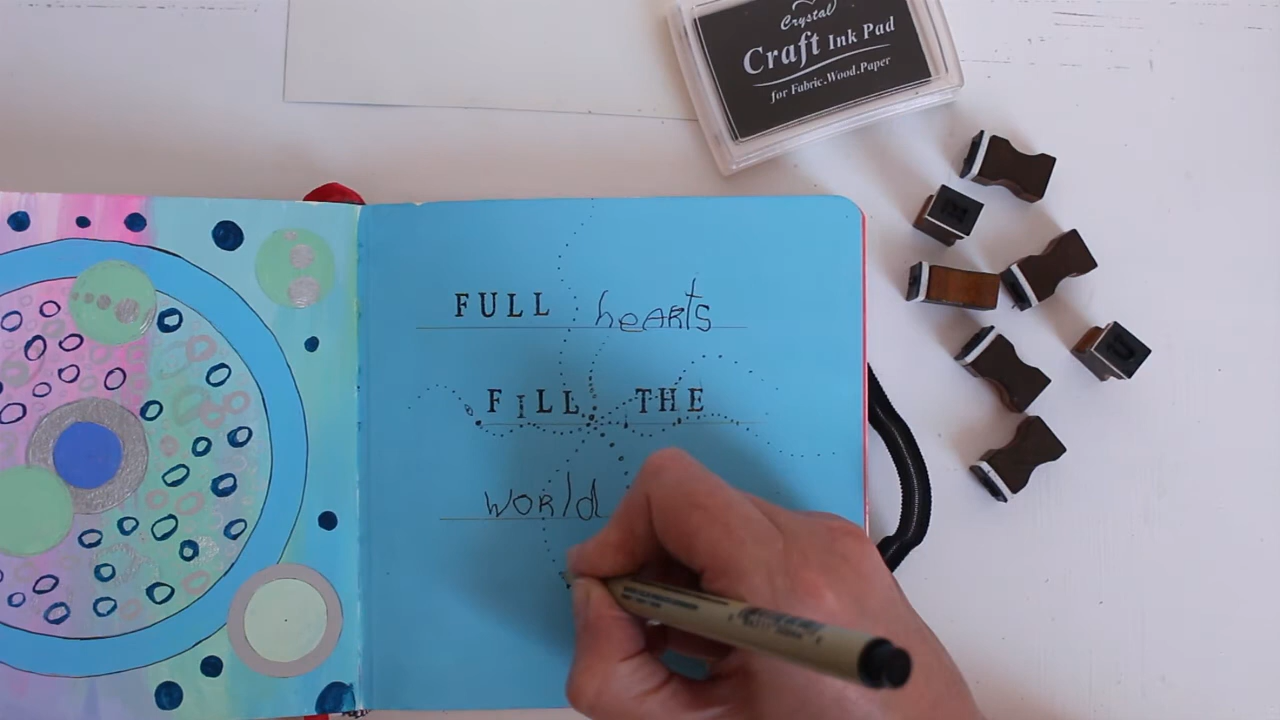 Crystal
Craft Ink Pad
for Fabric.Wood.Paper
FULL heARTs
FILL THE
woRld